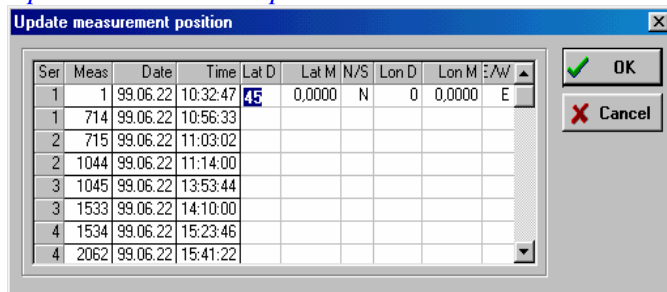 Update measurement position
Ser Meas Date Time Lat D Lat M N/S Lon D Lon M E/W
1 1 99.06.22 10:32:47 45 0,0000 N 0 0,0000 E
1 714 99.06.22 10:56:33
2 715 99.06.22 11:03:02
2 1044 99.06.22 11:14:00
3 1045 99.06.22 13:53:44
3 1533 99.06.22 14:10:00
4 1534 99.06.22 15:23:46
4 2062 99.06.22 15:41:22
OK
Cancel